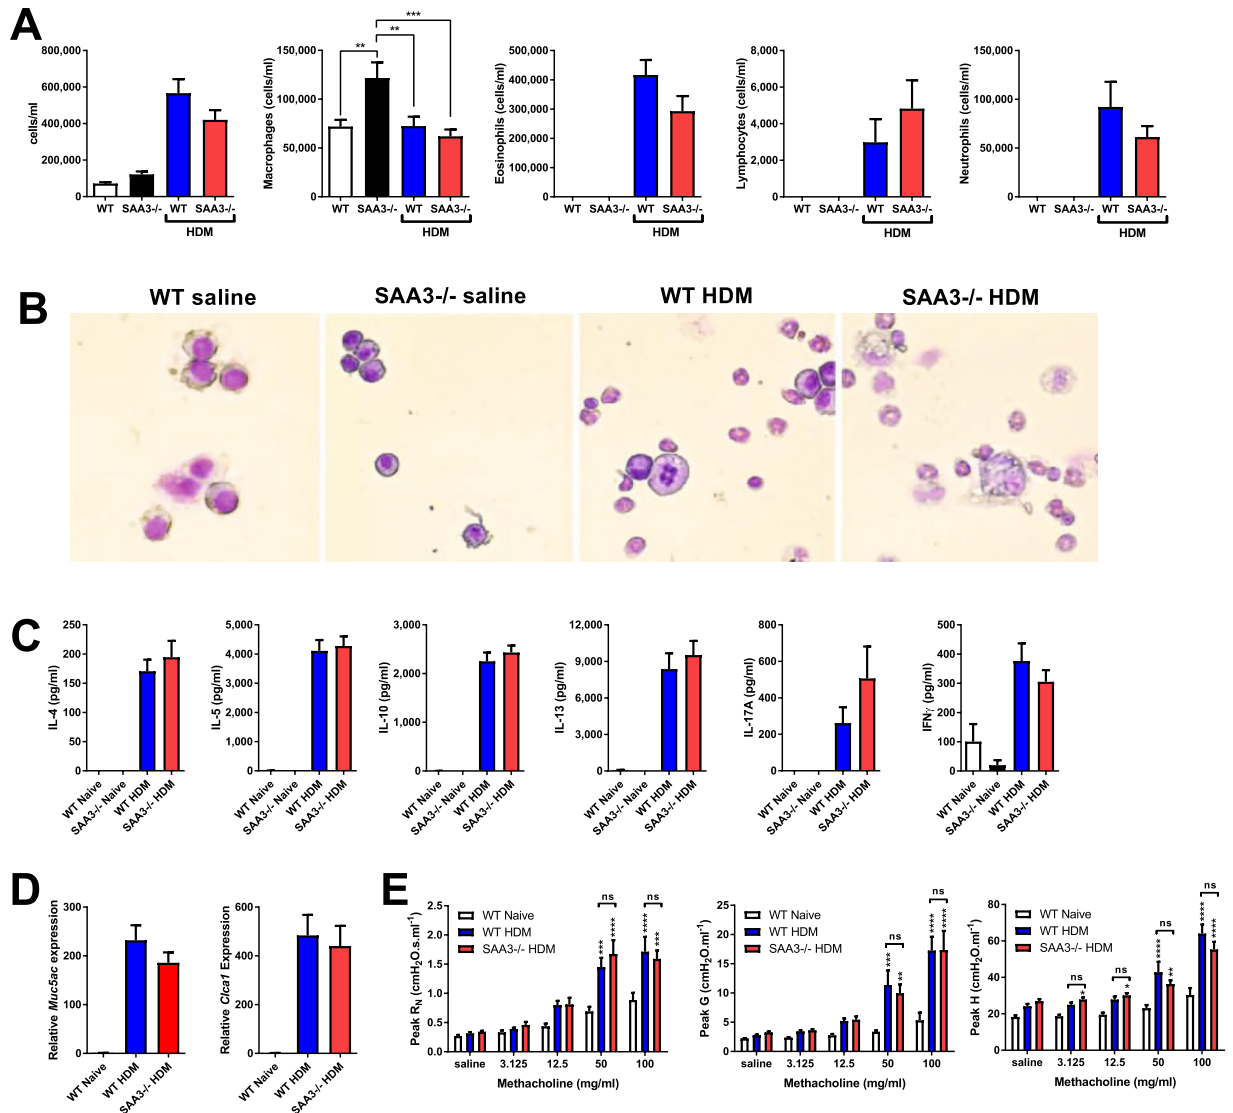 A
cells/ml
800,000
600,000
400,000
200,000
0
WT SAA3-/- WT SAA3-/-
HDM
Macrophages (cells/ml)
150,000
100,000
50,000
0
** ** ***
WT SAA3-/- WT SAA3-/-
HDM
Eosinophils (cells/ml)
500,000
400,000
300,000
200,000
100,000
0
WT SAA3-/- WT SAA3-/-
HDM
Lymphocytes (cells/ml)
8,000
6,000
4,000
2,000
0
WT SAA3-/- WT SAA3-/-
HDM
Neutrophils (cells/ml)
150,000
100,000
50,000
0
WT SAA3-/- WT SAA3-/-
HDM
B
WT saline
SAA3-/- saline
WT HDM
SAA3-/- HDM
C
IL-4 (pg/ml)
250
200
150
100
50
0
WT Naive
SAA3-/- Naive
WT HDM
SAA3-/- HDM
IL-5 (pg/ml)
5,000
4,000
3,000
2,000
1,000
0
WT Naive
SAA3-/- Naive
WT HDM
SAA3-/- HDM
IL-10 (pg/ml)
3,000
2,000
1,000
0
WT Naive
SAA3-/- Naive
WT HDM
SAA3-/- HDM
IL-13 (pg/ml)
12,000
9,000
6,000
3,000
0
WT Naive
SAA3-/- Naive
WT HDM
SAA3-/- HDM
IL-17A (pg/ml)
800
600
400
200
0
WT Naive
SAA3-/- Naive
WT HDM
SAA3-/- HDM
IFNγ (pg/ml)
500
400
300
200
100
0
WT Naive
SAA3-/- Naive
WT HDM
SAA3-/- HDM
D
Relative Muc5ac expression
300
200
100
0
WT Naive
WT HDM
SAA3-/- HDM
Relative Clca1 Expression
600
400
200
0
WT Naive
WT HDM
SAA3-/- HDM
E
Peak RN (cmH2O.s.ml-1)
2.5
2.0
1.5
1.0
0.5
0.0
WT Naive
WT HDM
SAA3-/- HDM
ns ns
*** **** **** ***
saline 3.125 12.5 50 100
Methacholine (mg/ml)
Peak G (cmH2O.ml-1)
25
20
15
10
5
0
WT Naive
WT HDM
SAA3-/- HDM
ns ns
*** ** **** ****
saline 3.125 12.5 50 100
Methacholine (mg/ml)
Peak H (cmH2O.ml-1)
80
60
40
20
0
WT Naive
WT HDM
SAA3-/- HDM
ns ns ns ns
* * **** ** **** ****
saline 3.125 12.5 50 100
Methacholine (mg/ml)